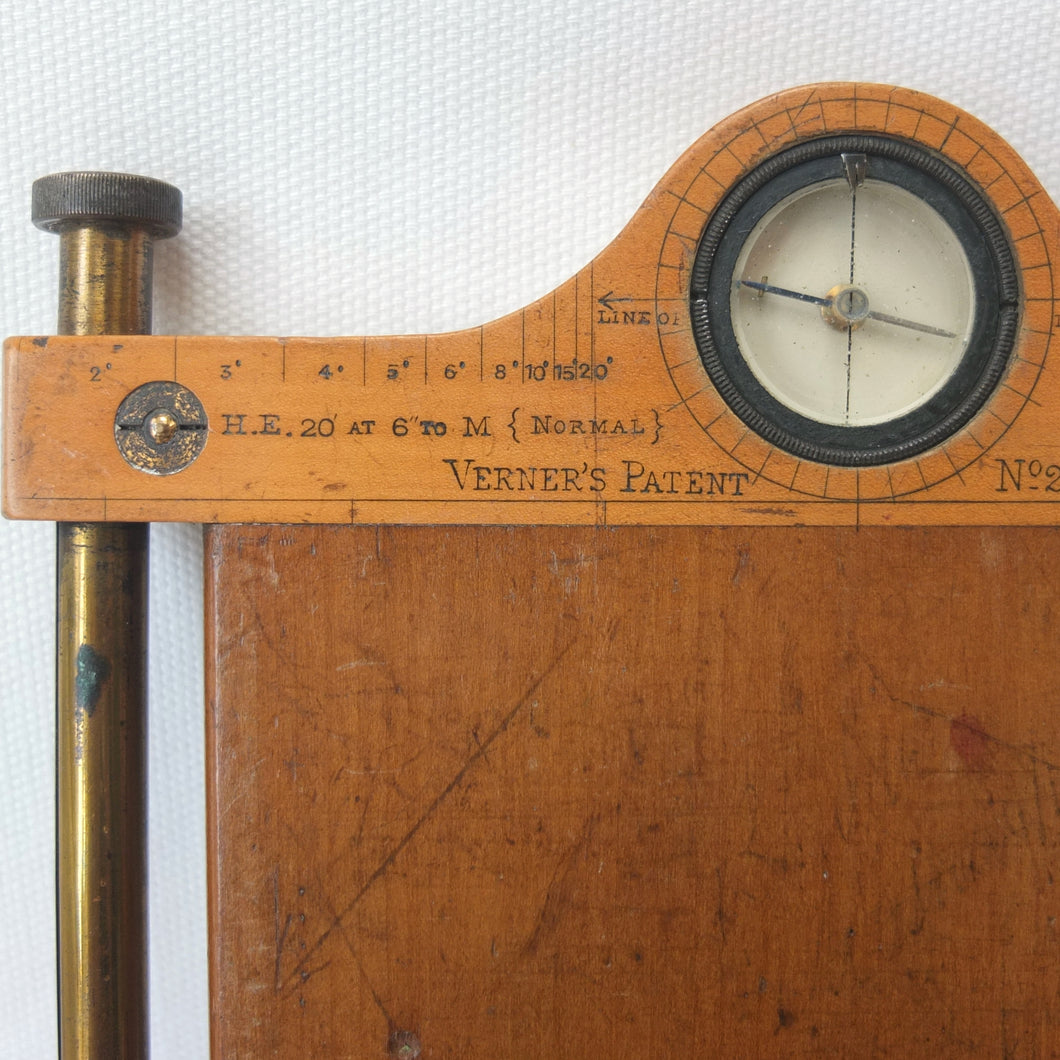 ← LINE OF
2° 3° 4° 5° 6° 8° 10° 15° 20°
H.E. 20' AT 6" TO M { NORMAL }
VERNER'S PATENT
Nº2